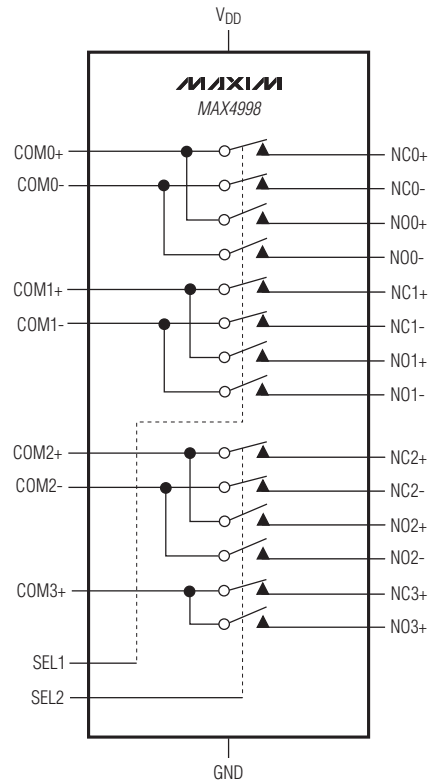 VDD
MAXIM
MAX4998
COM0+
NC0+
COM0-
NC0-
NO0+
NO0-
COM1+
NC1+
COM1-
NC1-
NO1+
NO1-
COM2+
NC2+
COM2-
NC2-
NO2+
NO2-
COM3+
NC3+
NO3+
SEL1
SEL2
GND